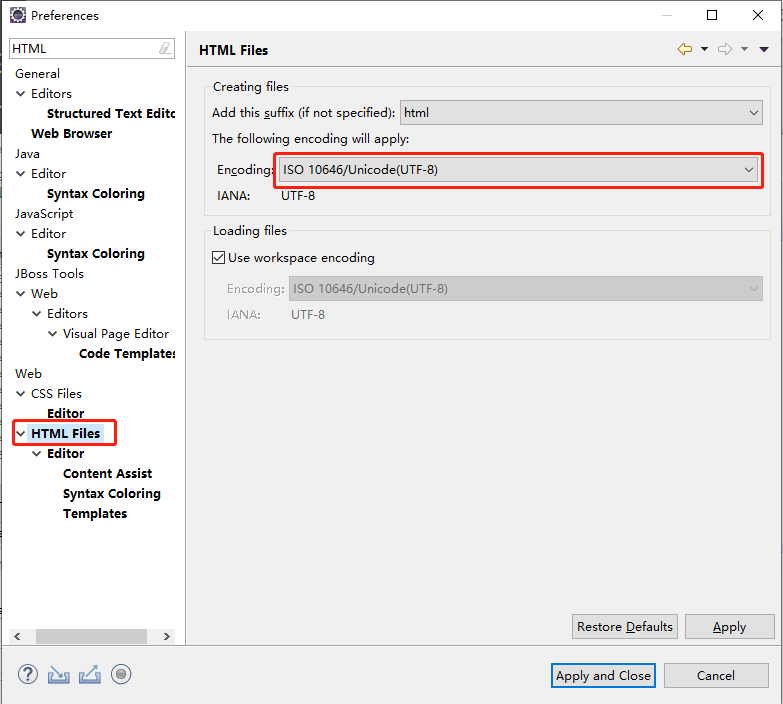 Preferences
HTML
General
Editors
Structured Text Edito
Web Browser
Java
Editor
Syntax Coloring
JavaScript
Editor
Syntax Coloring
JBoss Tools
Web
Editors
Visual Page Editor
Code Templates
Web
CSS Files
Editor
HTML Files
Editor
Content Assist
Syntax Coloring
Templates
HTML Files
Creating files
Add this suffix (if not specified): html
The following encoding will apply:
Encoding: ISO 10646/Unicode(UTF-8)
IANA: UTF-8
Loading files
Use workspace encoding
Encoding: ISO 10646/Unicode(UTF-8)
IANA: UTF-8
Restore Defaults Apply
? Apply and Close Cancel